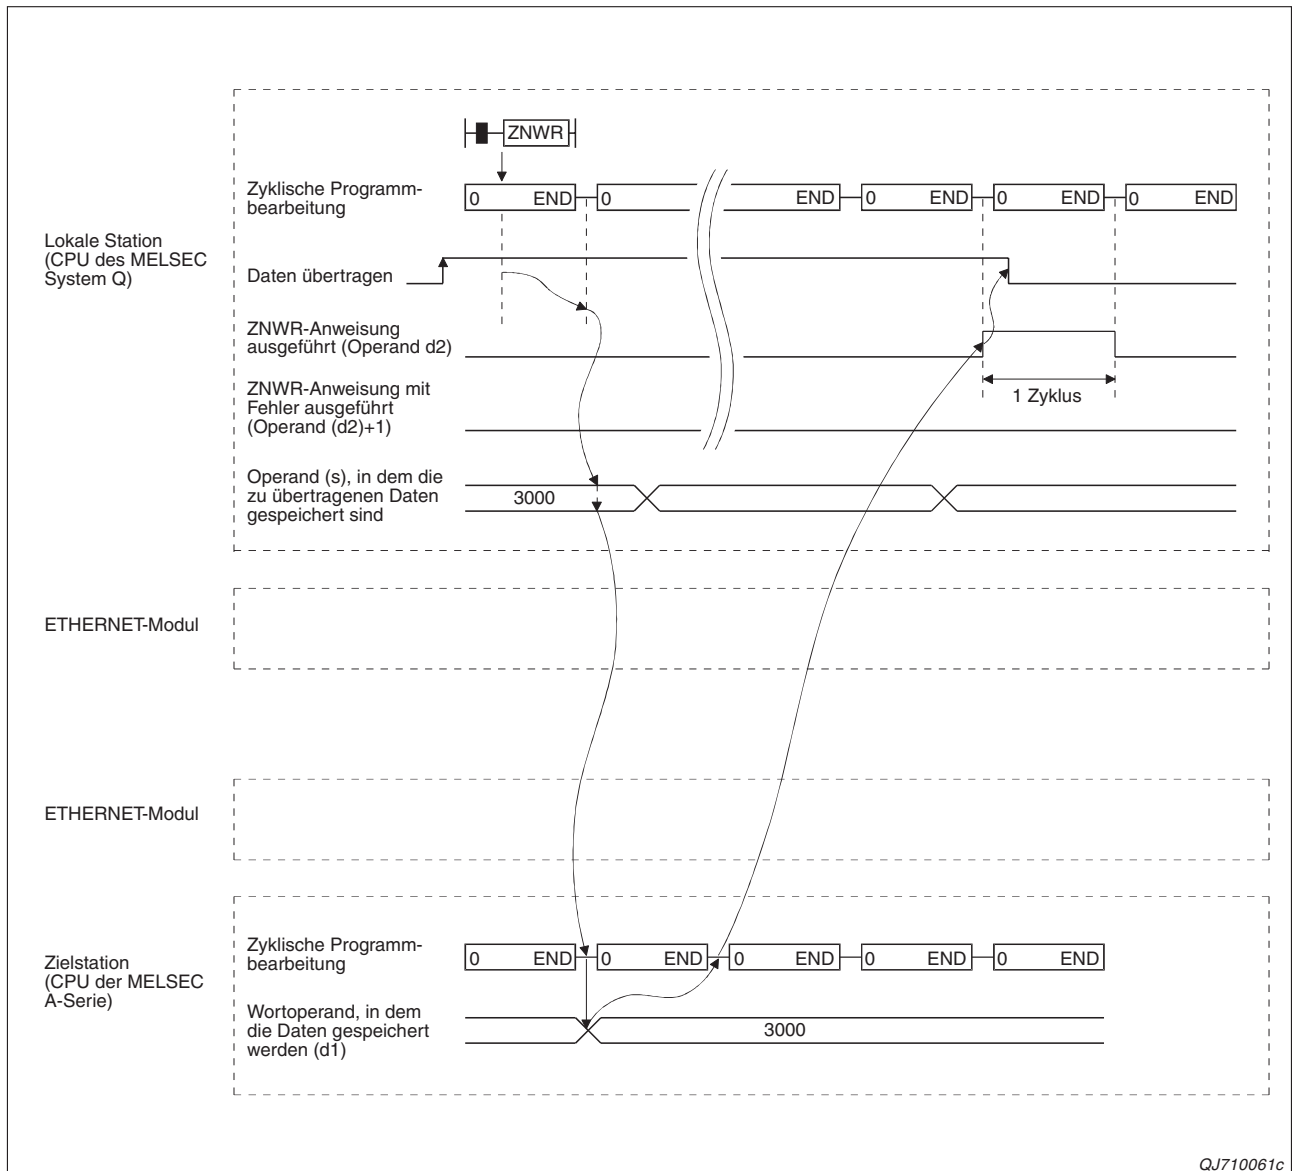 ZNWR
Zyklische Programm-
bearbeitung
0 END 0 END 0 END 0 END 0 END
Lokale Station
(CPU des MELSEC
System Q)
Daten übertragen
ZNWR-Anweisung
ausgeführt (Operand d2)
1 Zyklus
ZNWR-Anweisung mit
Fehler ausgeführt
(Operand (d2)+1)
Operand (s), in dem die
zu übertragenen Daten
gespeichert sind
3000
ETHERNET-Modul
ETHERNET-Modul
Zielstation
(CPU der MELSEC
A-Serie)
Zyklische Programm-
bearbeitung
0 END 0 END 0 END 0 END 0 END
Wortoperand, in dem
die Daten gespeichert
werden (d1)
3000
QJ710061c